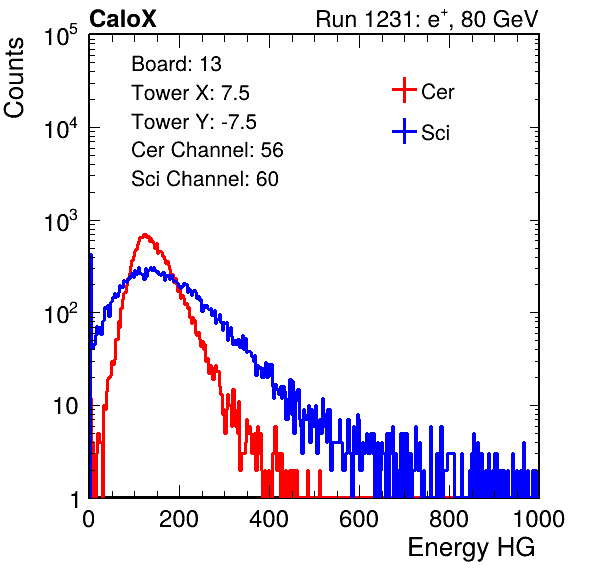 CaloX Run 1231: e⁺, 80 GeV
Counts
Board: 13
Tower X: 7.5
Tower Y: -7.5
Cer Channel: 56
Sci Channel: 60
Cer
Sci
10⁵
10⁴
10³
10²
10
1
0 200 400 600 800 1000
Energy HG